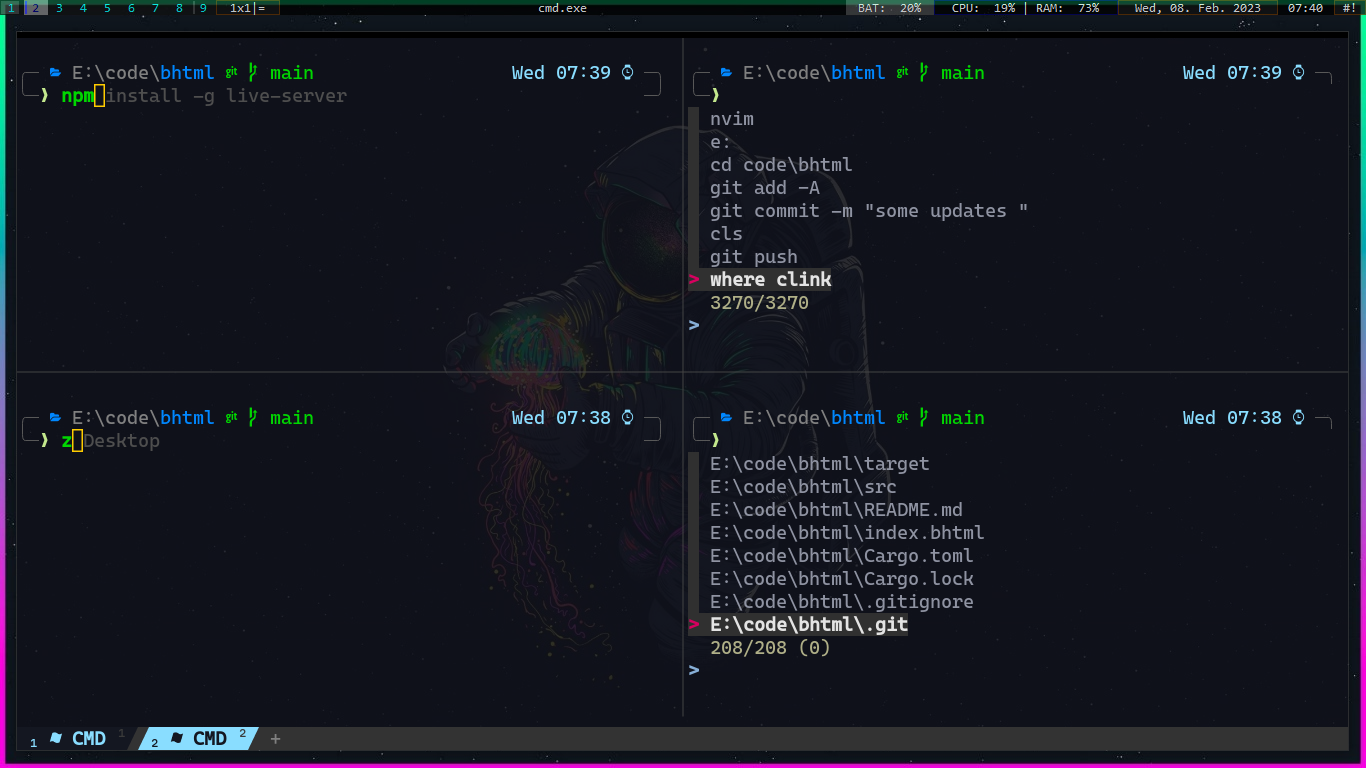 1 2 3 4 5 6 7 8 9 1x1|= cmd.exe BAT: 20% CPU: 19% | RAM: 73% Wed, 08. Feb. 2023 07:40 #!
E:\code\bhtml git main Wed 07:39
❯ npm install -g live-server
E:\code\bhtml git main Wed 07:39
❯
nvim
e:
cd code\bhtml
git add -A
git commit -m "some updates "
cls
git push
> where clink
3270/3270
>
E:\code\bhtml git main Wed 07:38
❯ z Desktop
E:\code\bhtml git main Wed 07:38
❯
E:\code\bhtml\target
E:\code\bhtml\src
E:\code\bhtml\README.md
E:\code\bhtml\index.bhtml
E:\code\bhtml\Cargo.toml
E:\code\bhtml\Cargo.lock
E:\code\bhtml\.gitignore
> E:\code\bhtml\.git
208/208 (0)
>
1 CMD 1 2 CMD 2 +